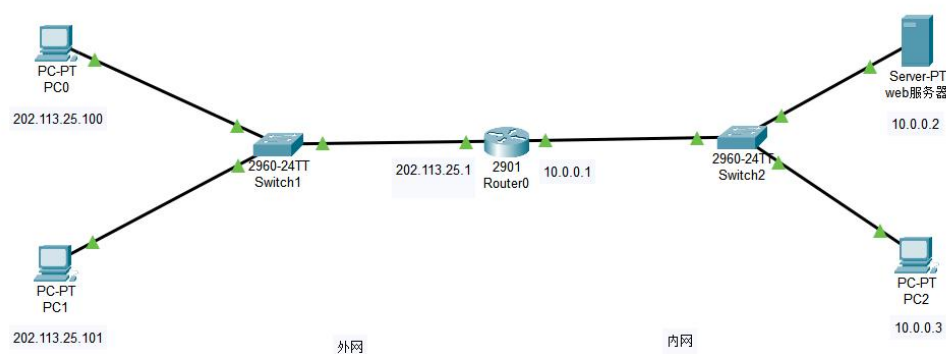 PC-PT
PC0
202.113.25.100
2960-24TT
Switch1
202.113.25.1
2901
Router0
10.0.0.1
2960-24TT
Switch2
Server-PT
web服务器
10.0.0.2
PC-PT
PC1
202.113.25.101
外网
内网
PC-PT
PC2
10.0.0.3